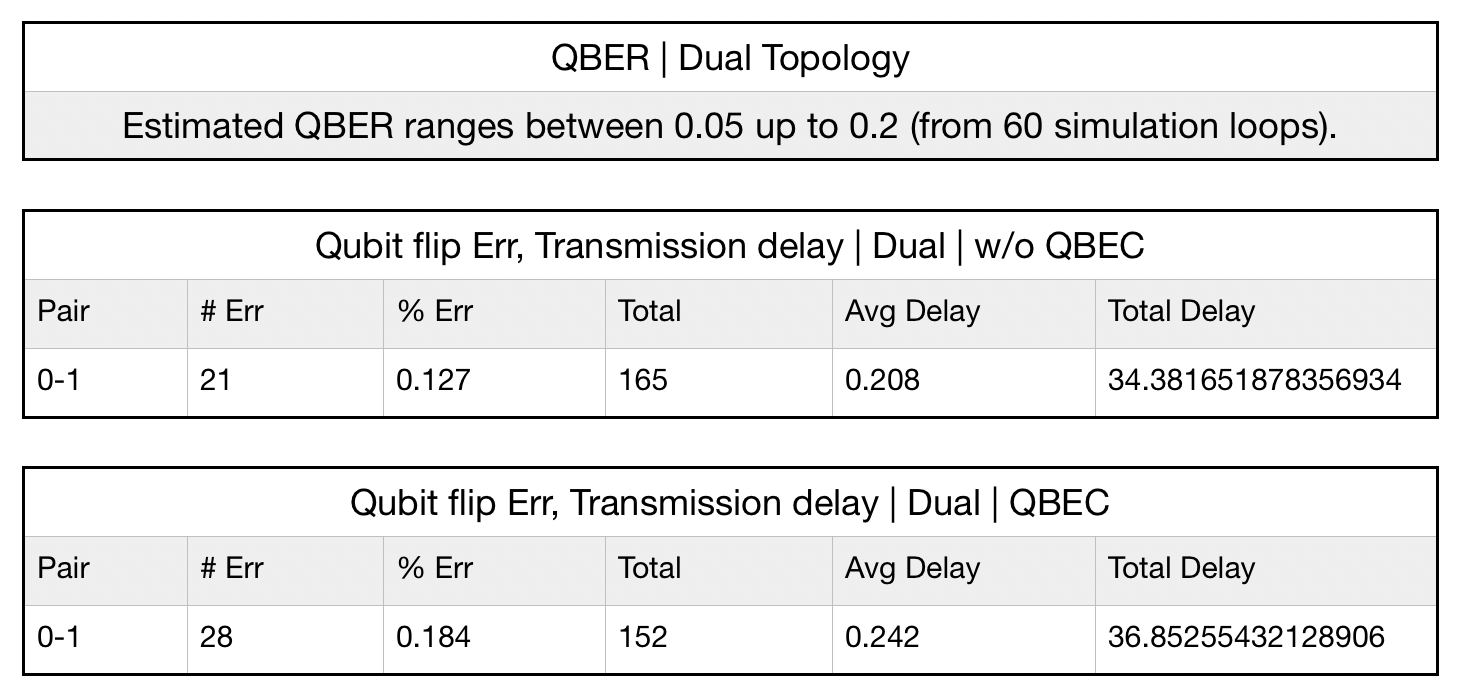 QBER | Dual Topology
Estimated QBER ranges between 0.05 up to 0.2 (from 60 simulation loops).
Qubit flip Err, Transmission delay | Dual | w/o QBEC
Pair # Err % Err Total Avg Delay Total Delay
0-1 21 0.127 165 0.208 34.381651878356934
Qubit flip Err, Transmission delay | Dual | QBEC
Pair # Err % Err Total Avg Delay Total Delay
0-1 28 0.184 152 0.242 36.85255432128906